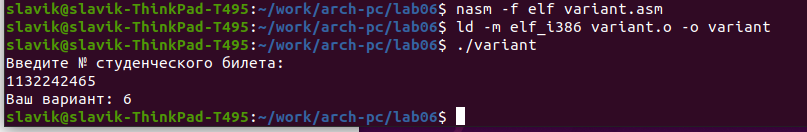 slavik@slavik-ThinkPad-T495:~/work/arch-pc/lab06$ nasm -f elf variant.asm
slavik@slavik-ThinkPad-T495:~/work/arch-pc/lab06$ ld -m elf_i386 variant.o -o variant
slavik@slavik-ThinkPad-T495:~/work/arch-pc/lab06$ ./variant
Введите № студенческого билета:
1132242465
Ваш вариант: 6
slavik@slavik-ThinkPad-T495:~/work/arch-pc/lab06$